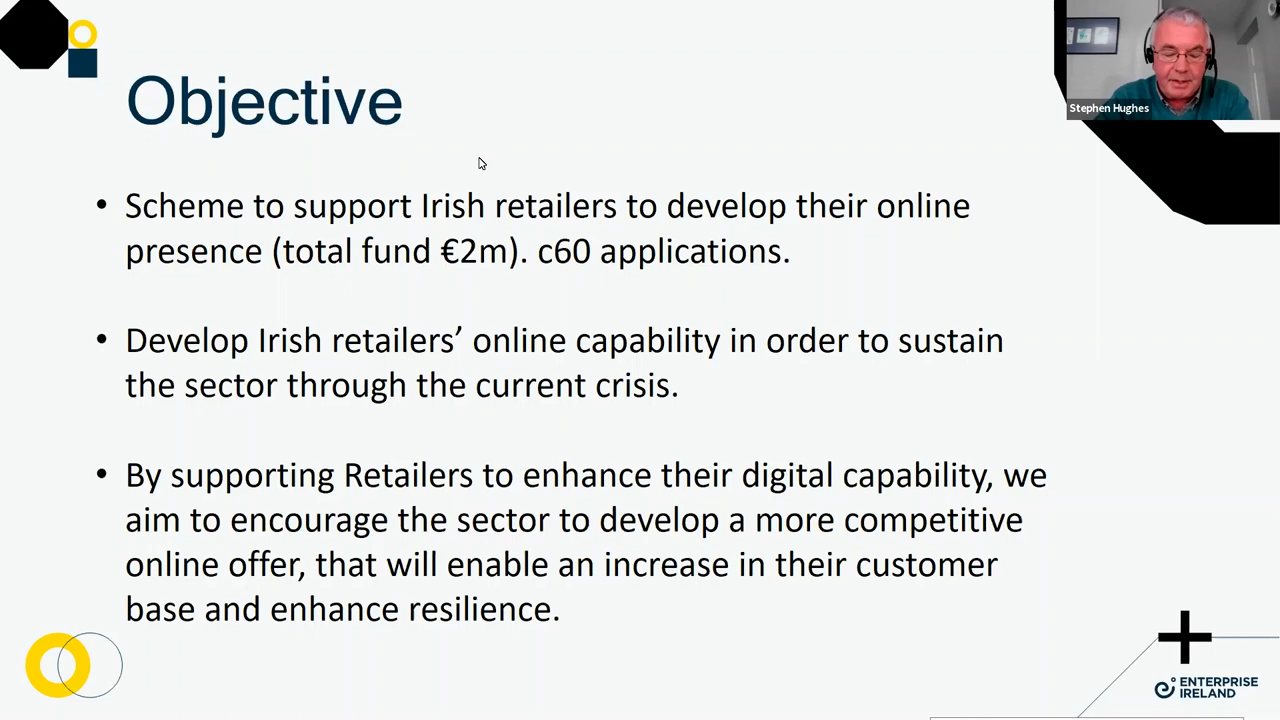 Objective
Stephen Hughes
• Scheme to support Irish retailers to develop their online
presence (total fund €2m). c60 applications.
• Develop Irish retailers’ online capability in order to sustain
the sector through the current crisis.
• By supporting Retailers to enhance their digital capability, we
aim to encourage the sector to develop a more competitive
online offer, that will enable an increase in their customer
base and enhance resilience.
ENTERPRISE
IRELAND